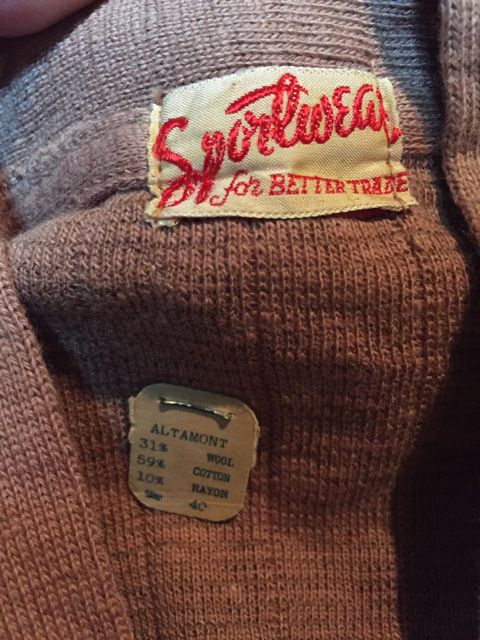 Sportwear
for BETTER TRADE
ALTAMONT
31% WOOL
59% COTTON
10% RAYON
40